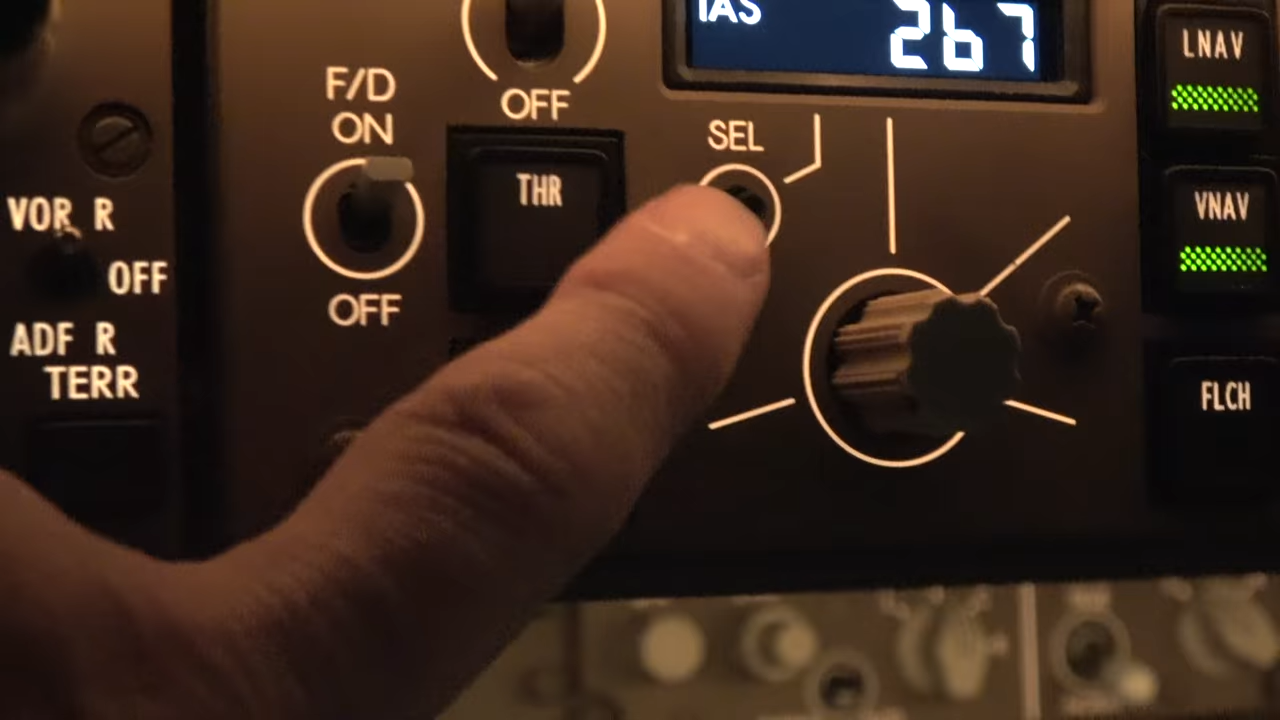 IAS 267
LNAV
F/D
ON
OFF
SEL
THR
VNAV
VOR R
OFF
OFF
ADF R
TERR
FLCH